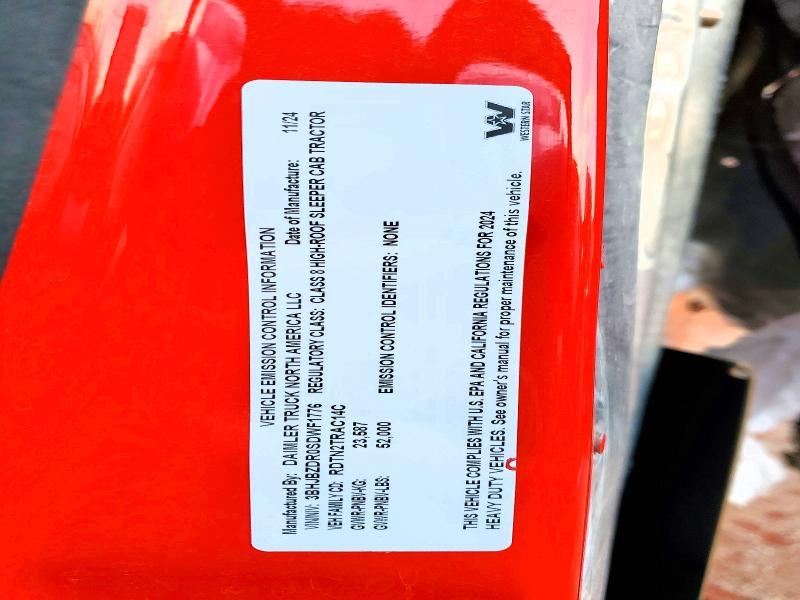 VEHICLE EMISSION CONTROL INFORMATION
Manufactured By: DAIMLER TRUCK NORTH AMERICA LLC Date of Manufacture: 11/24
VIN/NIV: 3BHJBZDR0SDWF1776 REGULATORY CLASS: CLASS 8 HIGH-ROOF SLEEPER CAB TRACTOR
VEH FAMILY CD: RDTN2TRAC14C
GVWR-PNBV-KG: 23,587
GVWR-PNBV-LBS: 52,000 EMISSION CONTROL IDENTIFIERS: NONE
THIS VEHICLE COMPLIES WITH U.S. EPA AND CALIFORNIA REGULATIONS FOR 2024
HEAVY DUTY VEHICLES. See owner's manual for proper maintenance of this vehicle.
WESTERN STAR